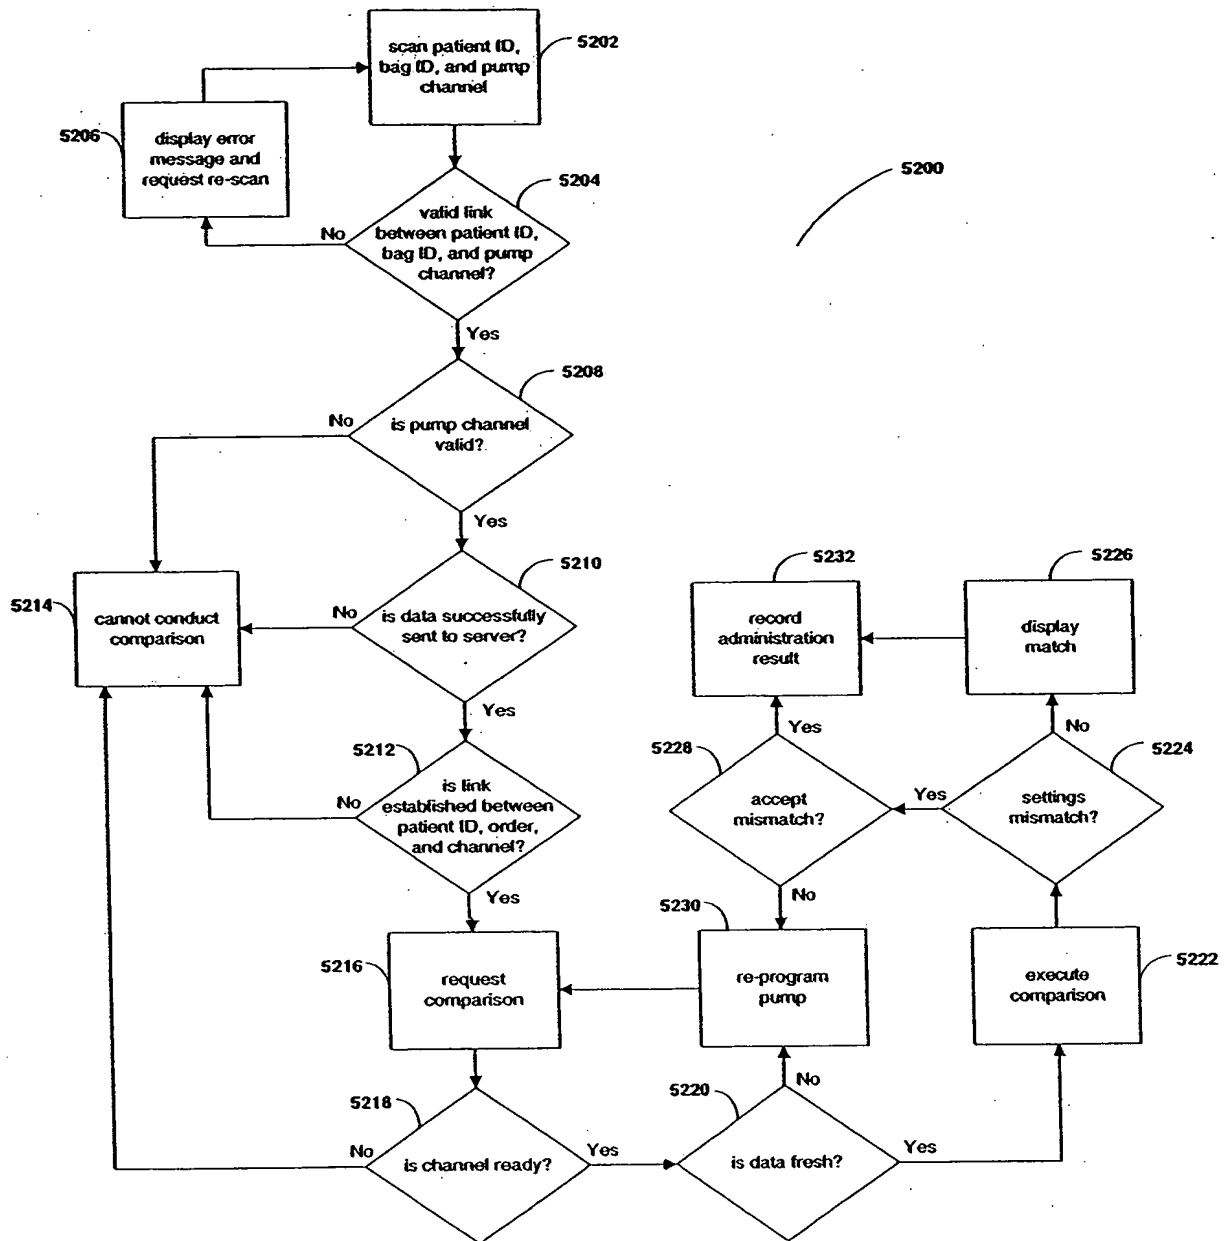 scan patient ID,
bag ID, and pump
channel
5202
5206
display error
message and
request re-scan
5200
5204
valid link
between patient ID,
bag ID, and pump
channel?
No
Yes
5208
is pump channel
valid?
No
Yes
5210
is data successfully
sent to server?
No
Yes
5214
cannot conduct
comparison
5212
is link
established between
patient ID, order,
and channel?
No
Yes
5232
record
administration
result
5226
display
match
Yes
No
5228
accept
mismatch?
Yes
5224
settings
mismatch?
No
5216
request
comparison
5230
re-program
pump
execute
comparison
5222
5218
is channel ready?
No
Yes
5220
is data fresh?
No
Yes